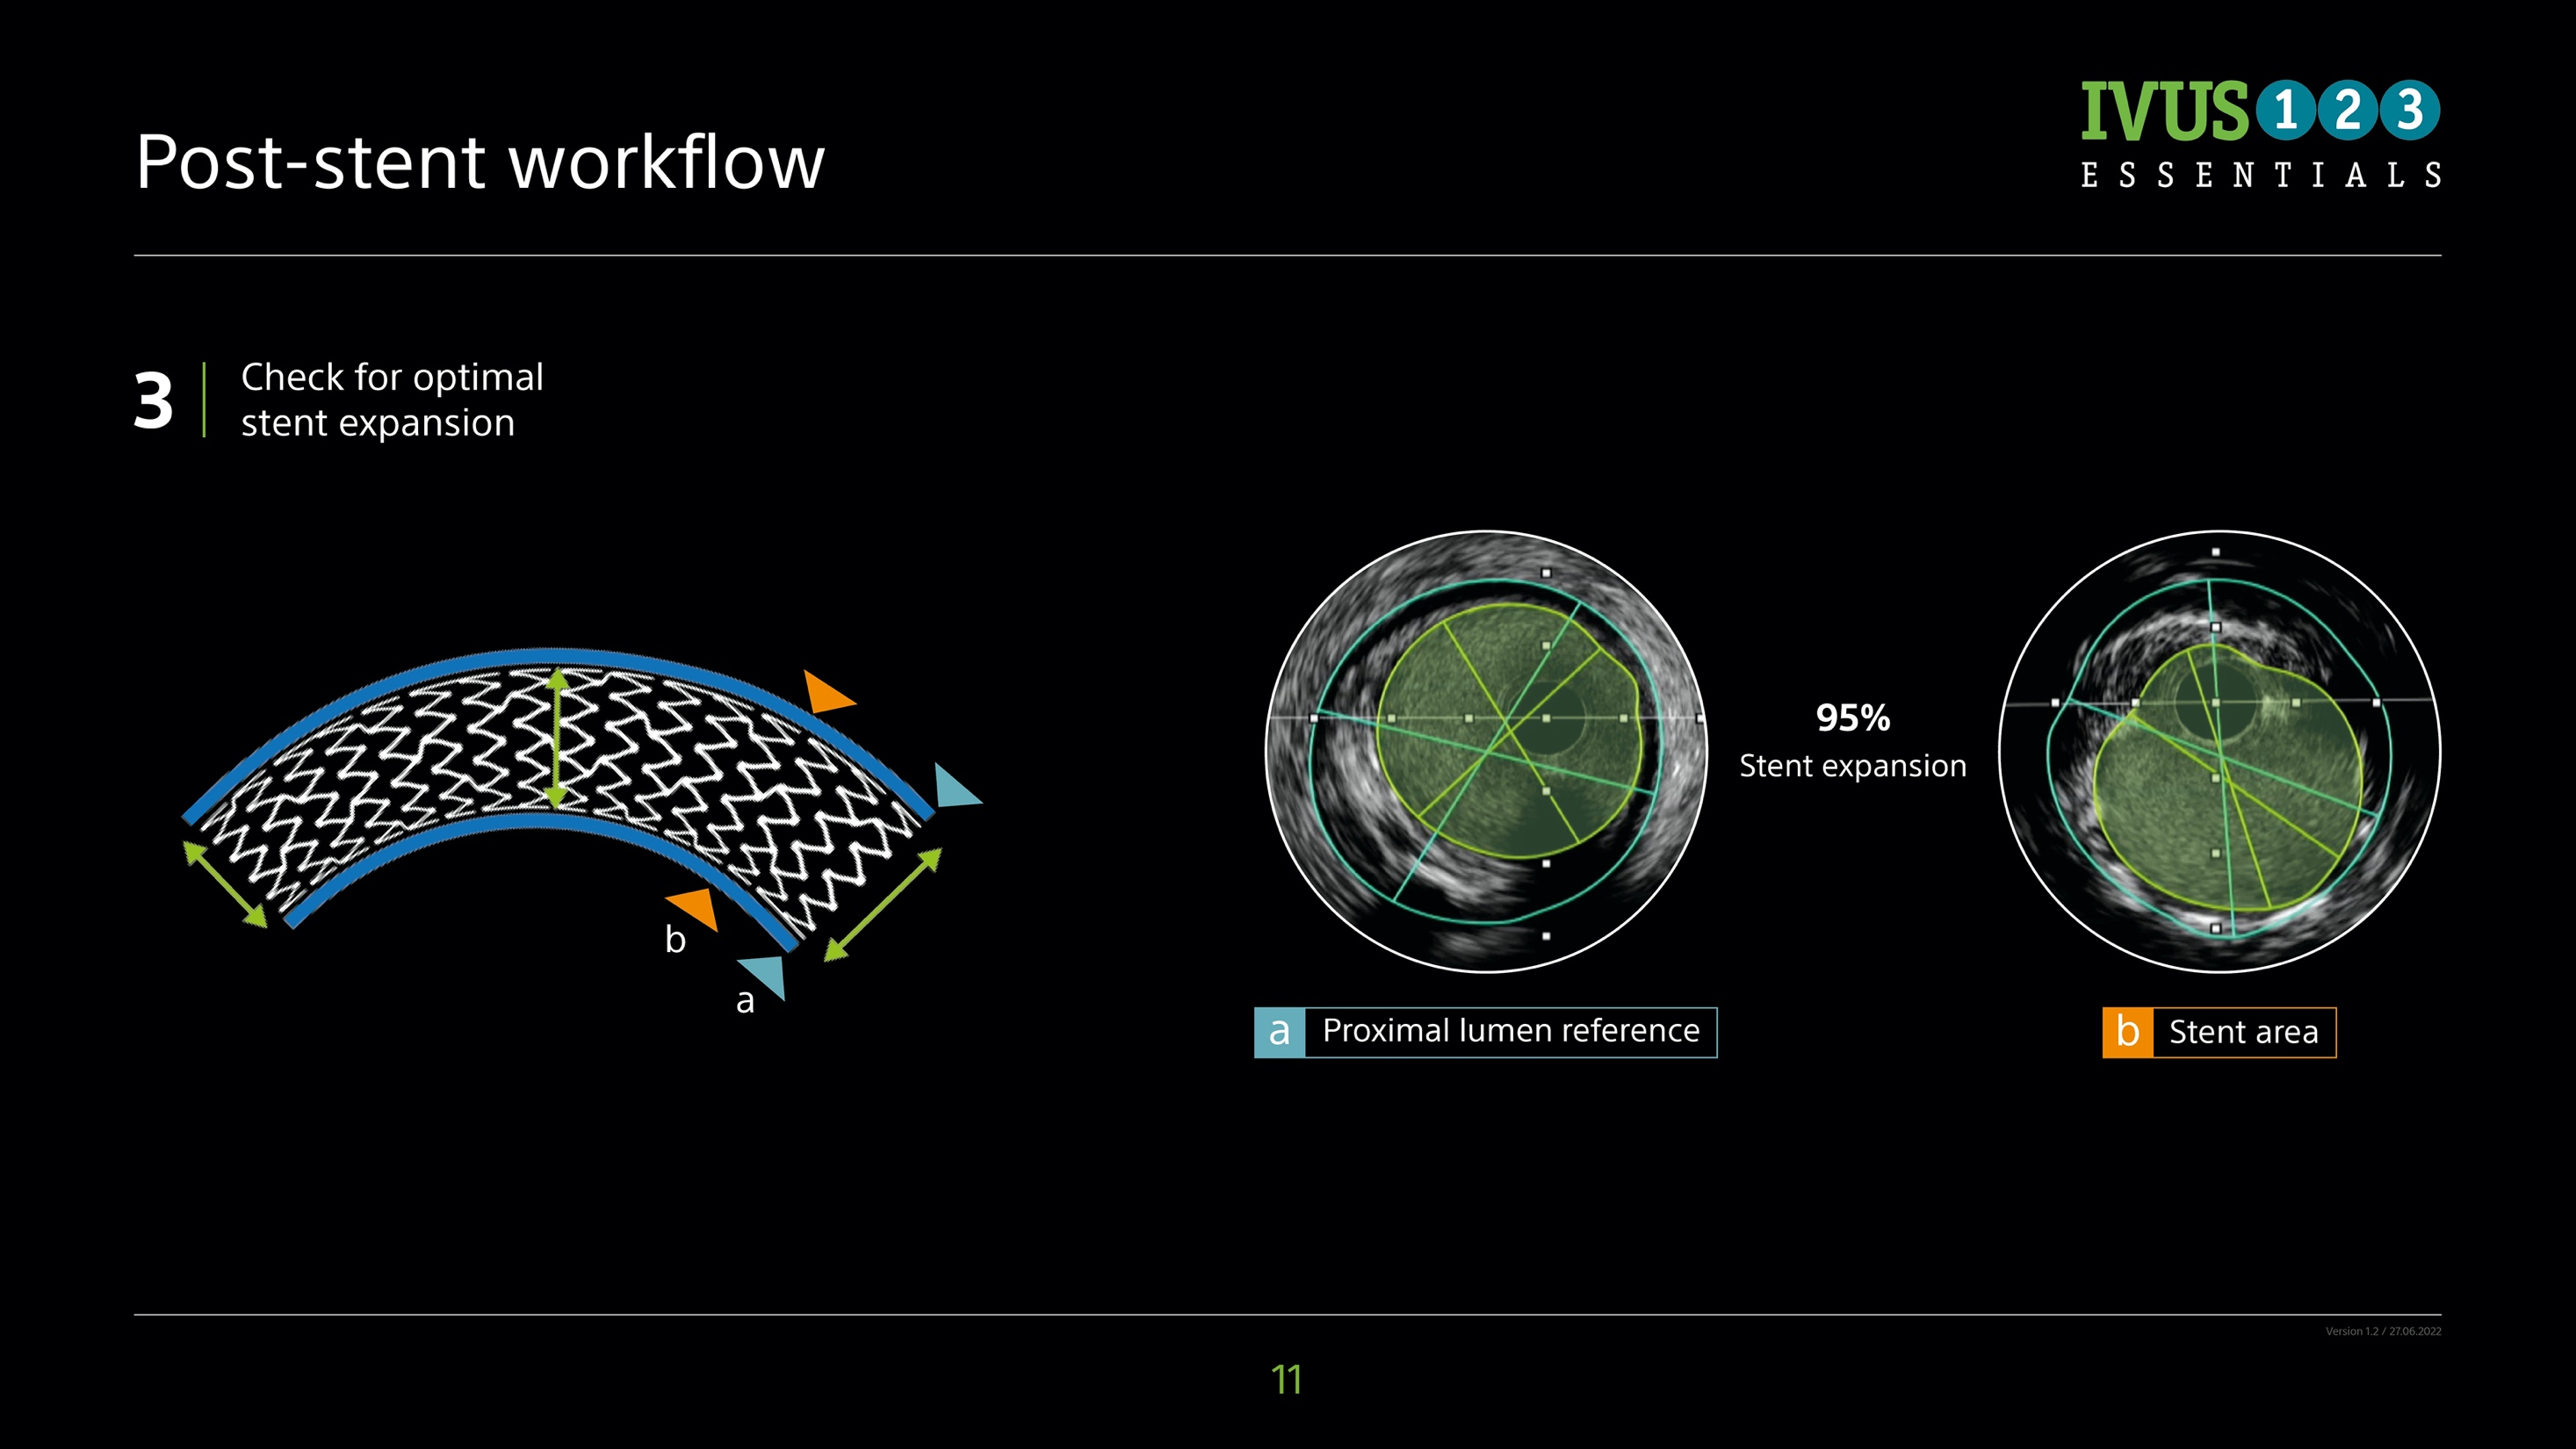 Post-stent workflow
IVUS 1 2 3
ESSENTIALS
3
Check for optimal
stent expansion
b
a
95%
Stent expansion
a Proximal lumen reference
b Stent area
Version 1.2 / 27.06.2022
11